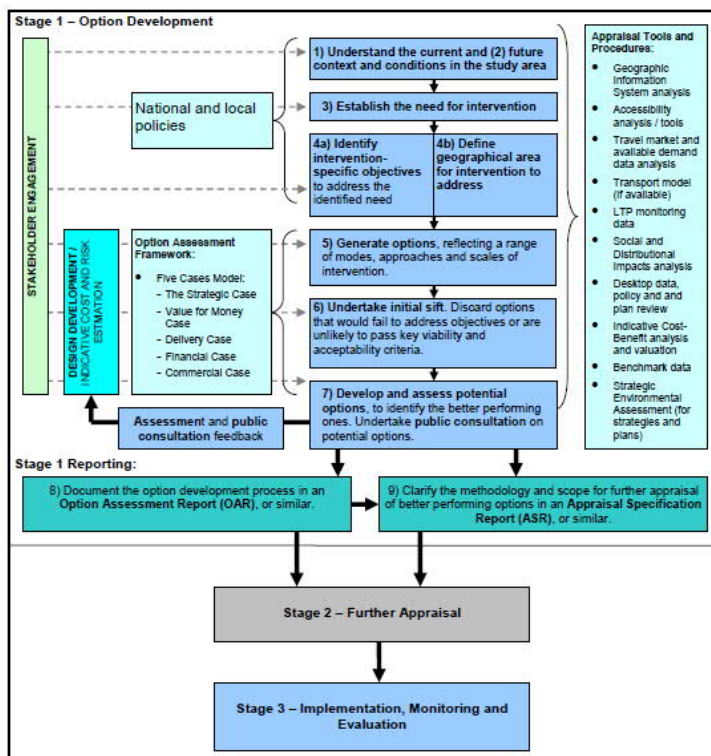 Stage 1 – Option Development
STAKEHOLDER ENGAGEMENT
National and local
policies
1) Understand the current and (2) future
context and conditions in the study area
3) Establish the need for intervention
4a) Identify
intervention-
specific objectives
to address the
identified need
4b) Define
geographical area
for intervention to
address
DESIGN DEVELOPMENT /
INDICATIVE COST AND RISK
ESTMATION
Option Assessment
Framework:
• Five Cases Model:
– The Strategic Case
– Value for Money
Case
– Delivery Case
– Financial Case
– Commercial Case
5) Generate options, reflecting a range
of modes, approaches and scales of
intervention.
6) Undertake initial sift. Discard options
that would fail to address objectives or are
unlikely to pass key viability and
acceptability criteria.
7) Develop and assess potential
options, to identify the better performing
ones. Undertake public consultation on
potential options.
Assessment and public
consultation feedback
Appraisal Tools and
Procedures:
• Geographic
Information
System analysis
• Accessibility
analysis / tools
• Travel market and
available demand
data analysis
• Transport model
(if available)
• LTP monitoring
data
• Social and
Distributional
Impacts analysis
• Desktop data,
policy and and
plan review
• Indicative Cost-
Benefit analysis
and valuation
• Benchmark data
• Strategic
Environmental
Assessment (for
strategies and
plans)
Stage 1 Reporting:
8) Document the option development process in an
Option Assessment Report (OAR), or similar.
9) Clarify the methodology and scope for further appraisal
of better performing options in an Appraisal Specification
Report (ASR), or similar.
Stage 2 – Further Appraisal
Stage 3 – Implementation, Monitoring and
Evaluation